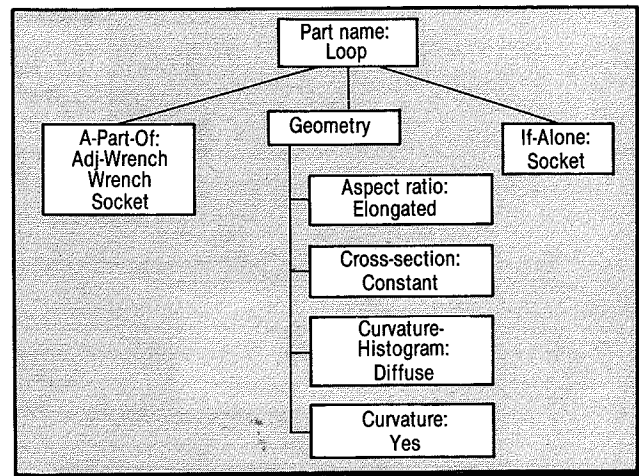 Part name:
Loop
A-Part-Of:
Adj-Wrench
Wrench
Socket
Geometry
If-Alone:
Socket
Aspect ratio:
Elongated
Cross-section:
Constant
Curvature-
Histogram:
Diffuse
Curvature:
Yes